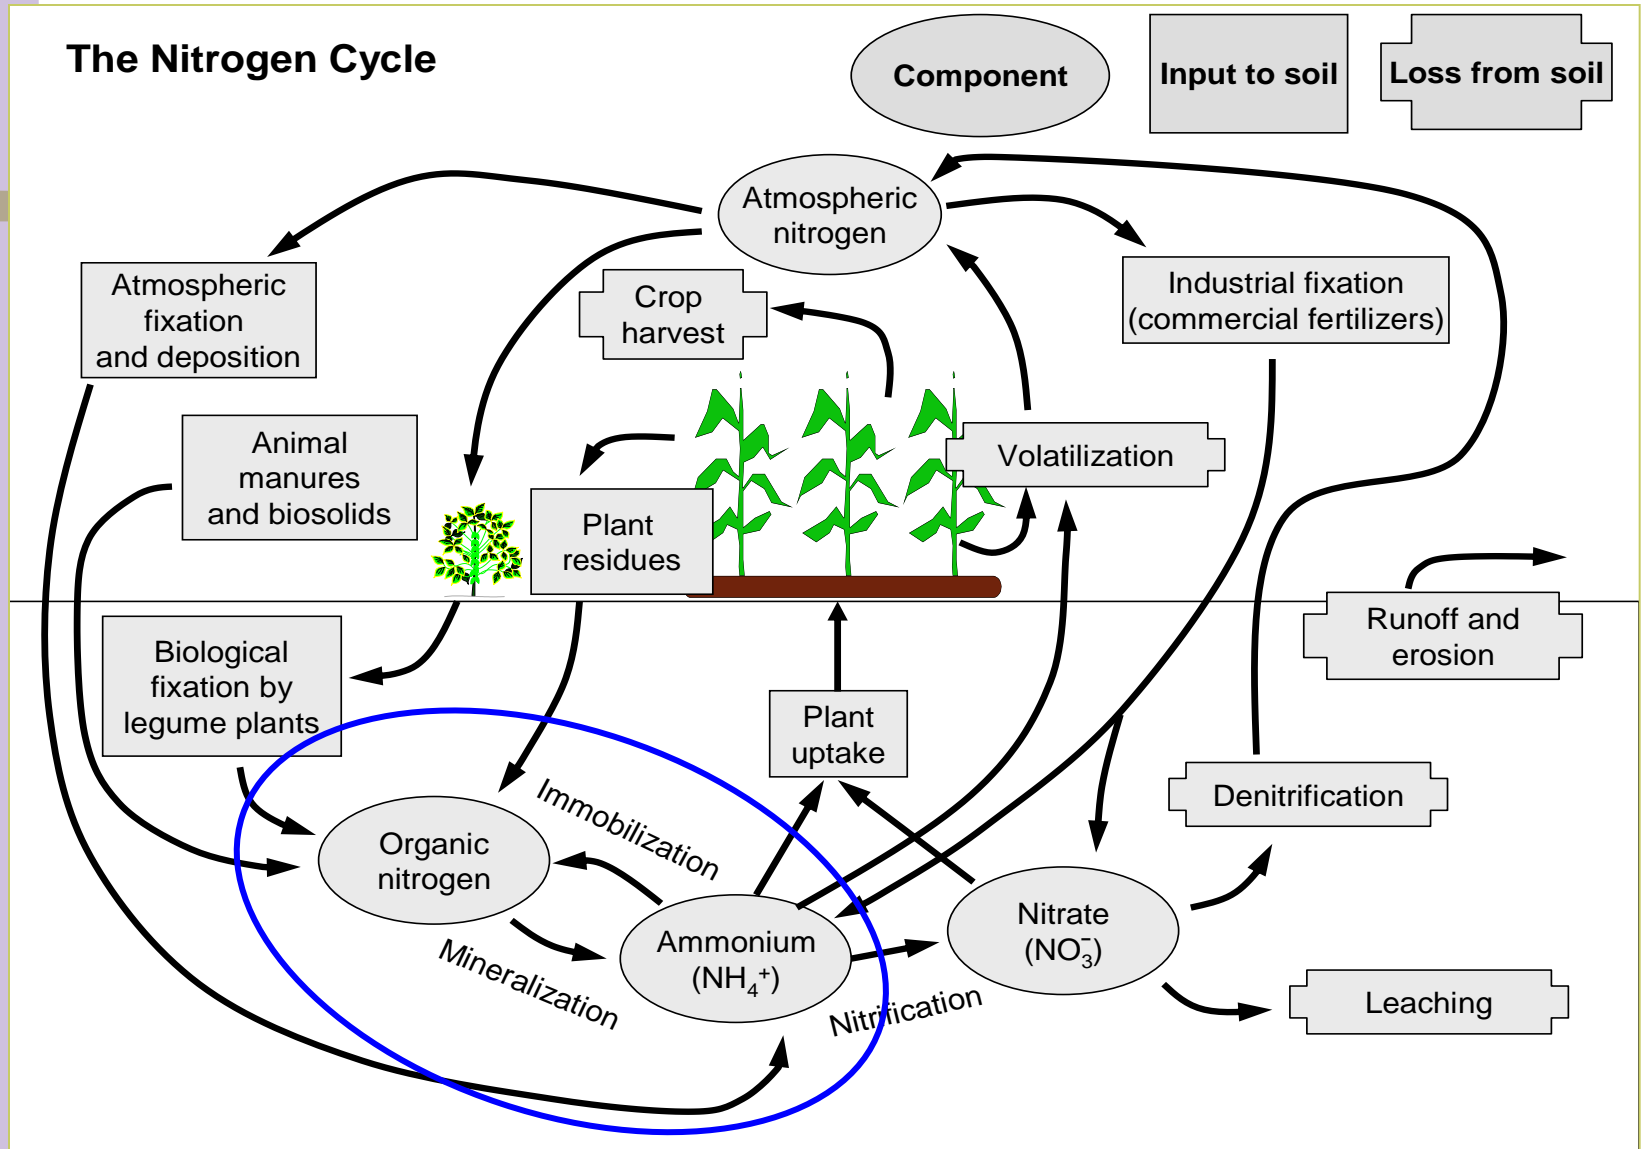 The Nitrogen Cycle
Component
Input to soil
Loss from soil
Atmospheric
nitrogen
Atmospheric
fixation
and deposition
Crop
harvest
Industrial fixation
(commercial fertilizers)
Animal
manures
and biosolids
Volatilization
Plant
residues
Runoff and
erosion
Biological
fixation by
legume plants
Plant
uptake
Denitrification
Immobilization
Organic
nitrogen
Ammonium
(NH₄⁺)
Nitrate
(NO₃⁻)
Mineralization
Nitrification
Leaching